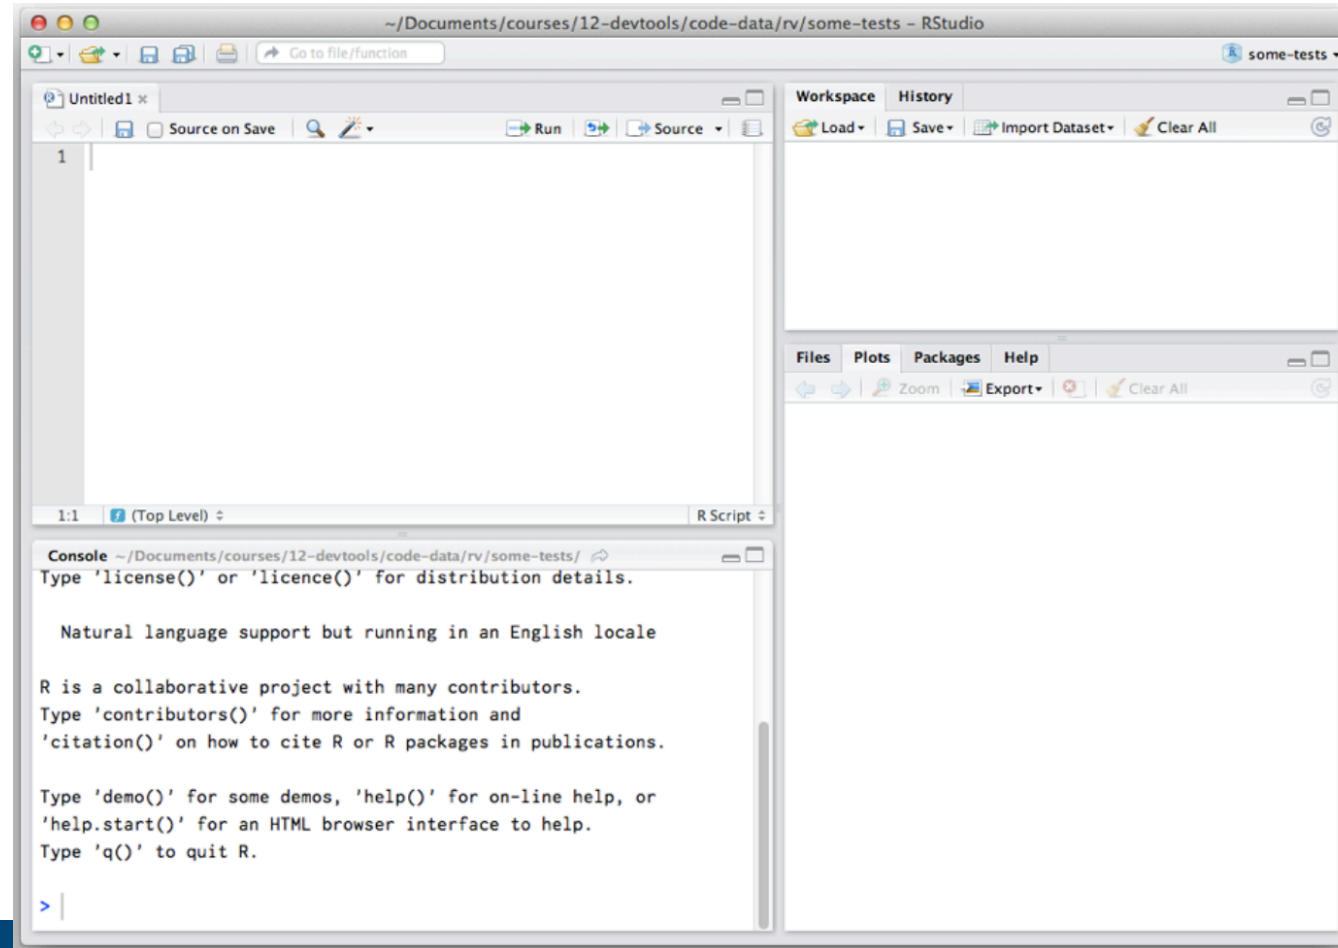 ~/Documents/courses/12-devtools/code-data/rv/some-tests – RStudio
Go to file/function
some-tests
Untitled1
Source on Save
Run
Source
1
1:1 (Top Level)
R Script
Console ~/Documents/courses/12-devtools/code-data/rv/some-tests/
Type 'license()' or 'licence()' for distribution details.
Natural language support but running in an English locale
R is a collaborative project with many contributors.
Type 'contributors()' for more information and
'citation()' on how to cite R or R packages in publications.
Type 'demo()' for some demos, 'help()' for on-line help, or
'help.start()' for an HTML browser interface to help.
Type 'q()' to quit R.
>
Workspace History
Load Save Import Dataset Clear All
Files Plots Packages Help
Zoom Export Clear All